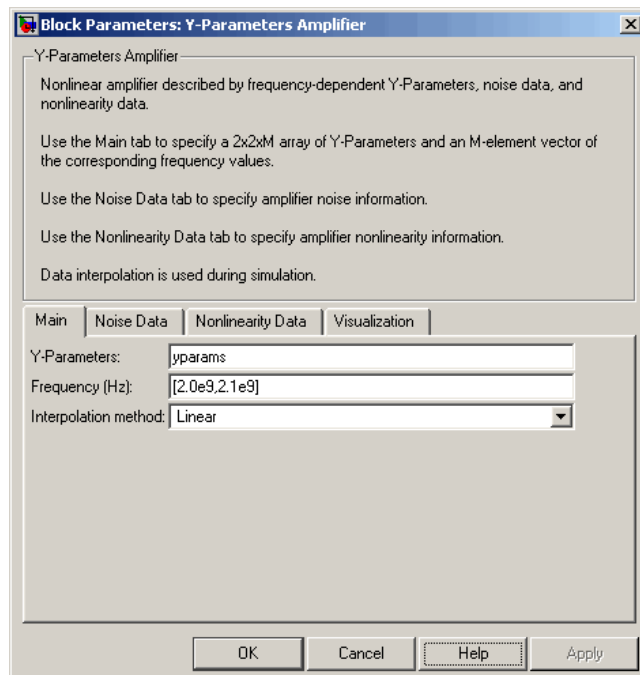 Block Parameters: Y-Parameters Amplifier
Y-Parameters Amplifier
Nonlinear amplifier described by frequency-dependent Y-Parameters, noise data, and
nonlinearity data.
Use the Main tab to specify a 2x2xM array of Y-Parameters and an M-element vector of
the corresponding frequency values.
Use the Noise Data tab to specify amplifier noise information.
Use the Nonlinearity Data tab to specify amplifier nonlinearity information.
Data interpolation is used during simulation.
Main Noise Data Nonlinearity Data Visualization
Y-Parameters: yparams
Frequency (Hz): [2.0e9,2.1e9]
Interpolation method: Linear
OK Cancel Help Apply